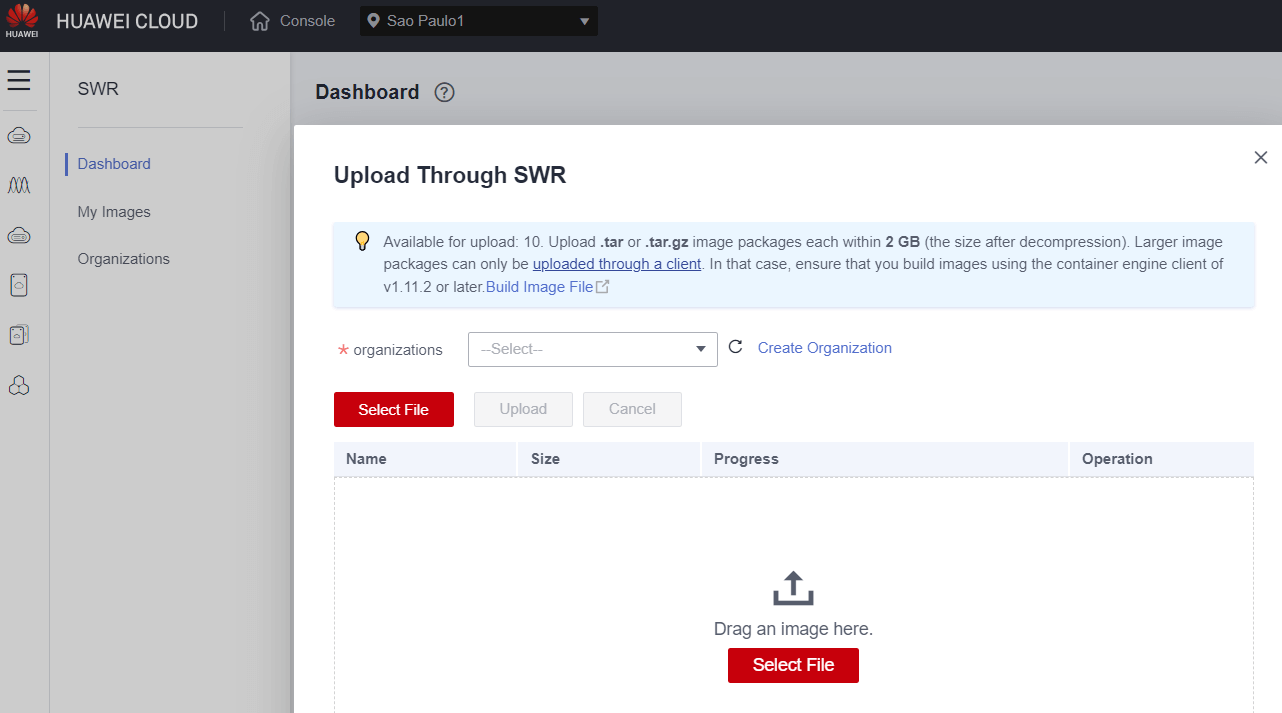 HUAWEI
HUAWEI CLOUD
Console
Sao Paulo1
SWR
Dashboard
My Images
Organizations
Dashboard ?
Upload Through SWR
Available for upload: 10. Upload .tar or .tar.gz image packages each within 2 GB (the size after decompression). Larger image
packages can only be uploaded through a client. In that case, ensure that you build images using the container engine client of
v1.11.2 or later.Build Image File
* organizations
--Select--
Create Organization
Select File
Upload
Cancel
Name
Size
Progress
Operation
Drag an image here.
Select File